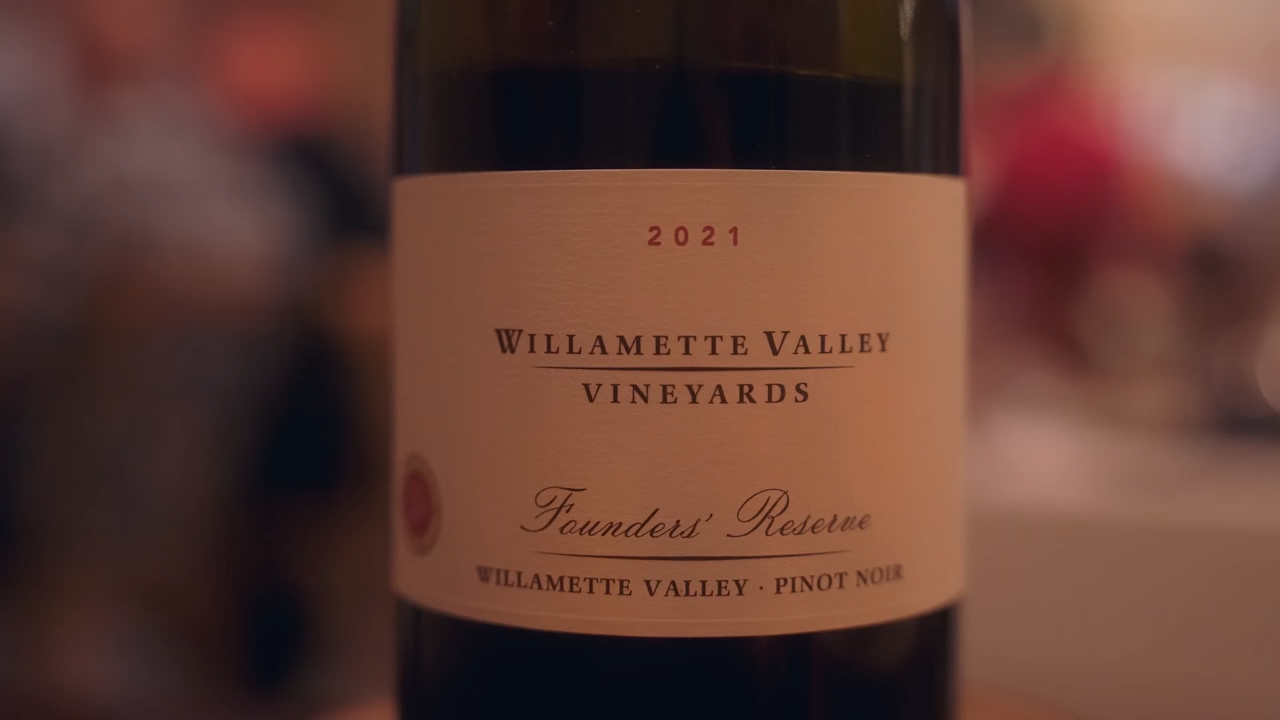 2021
WILLAMETTE VALLEY
VINEYARDS
Founders' Reserve
WILLAMETTE VALLEY · PINOT NOIR